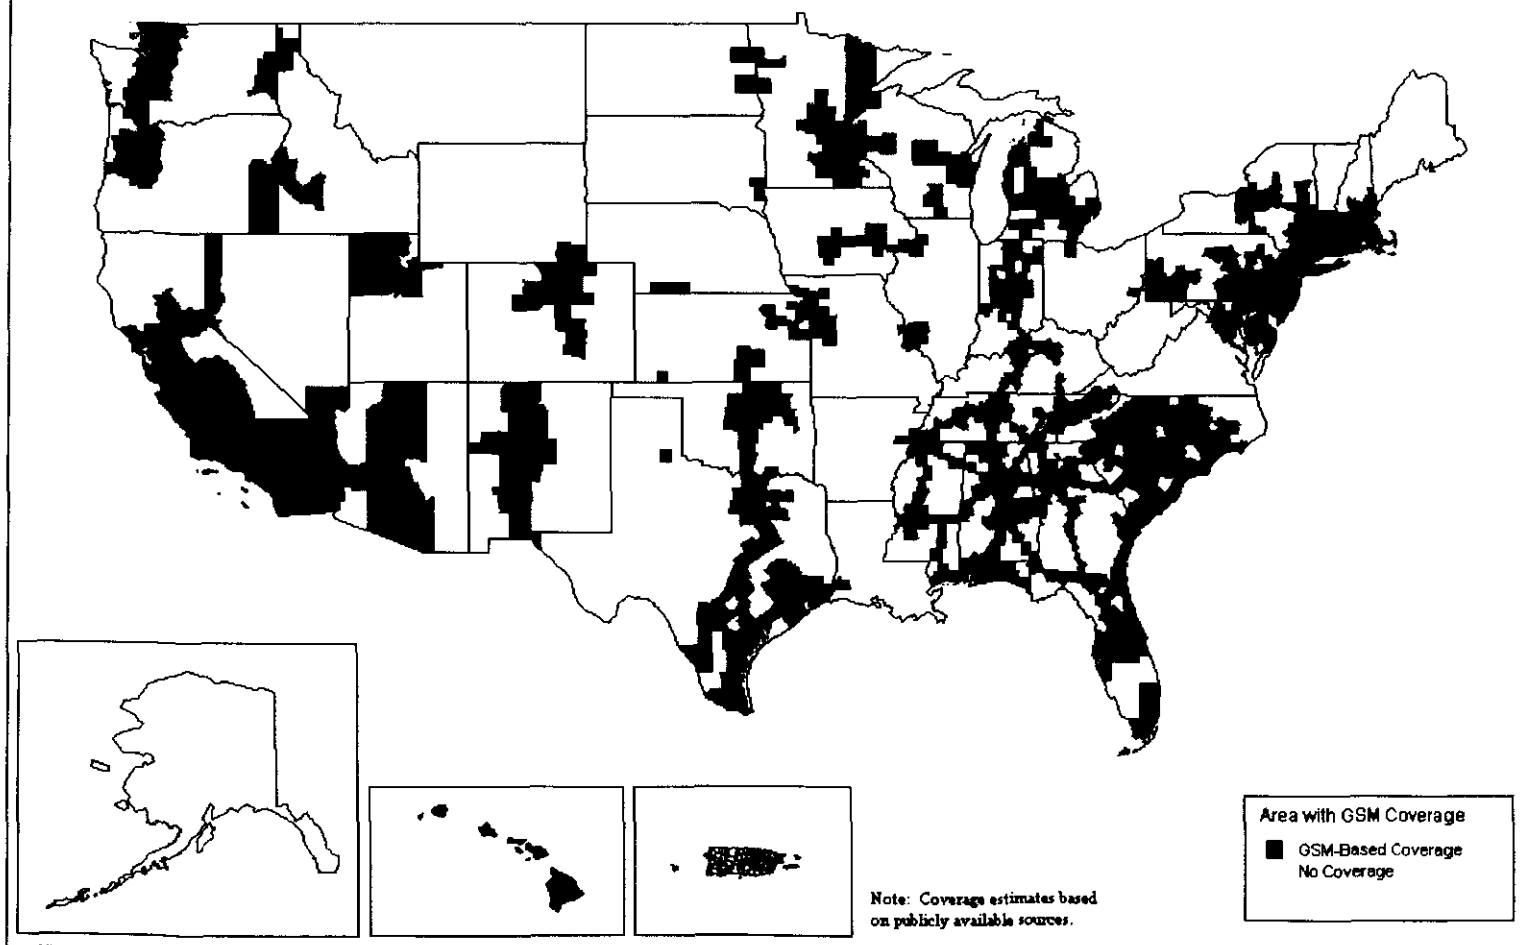 Area with GSM Coverage
GSM-Based Coverage
No Coverage
Note: Coverage estimates based
on publicly available sources.